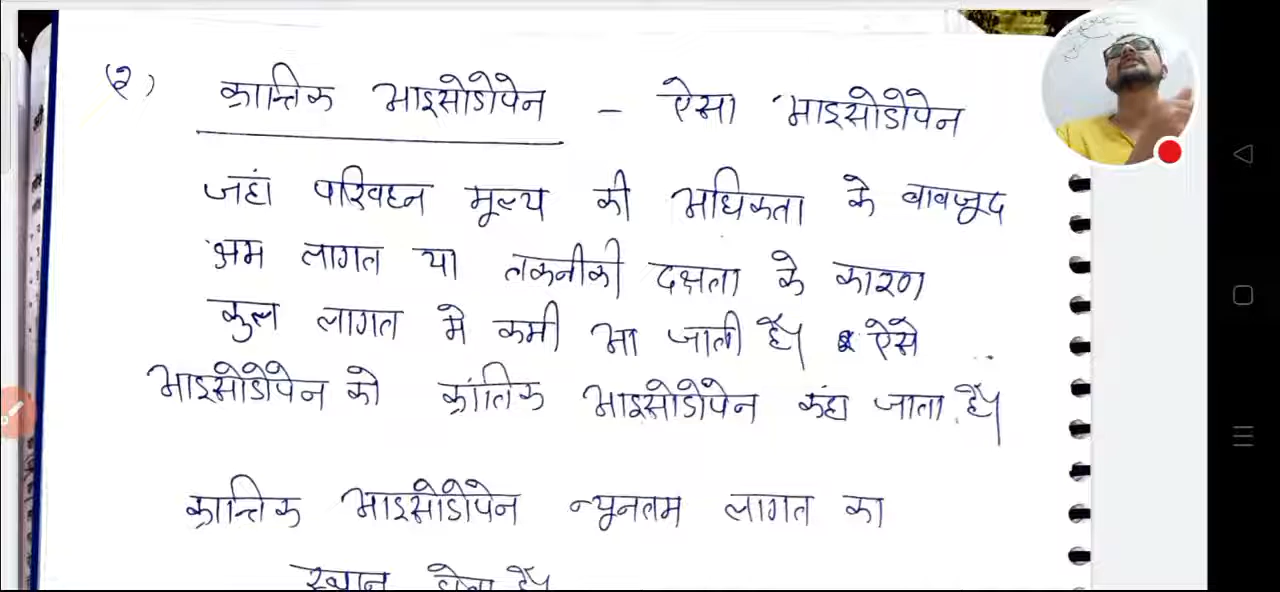 (२) क्रान्तिक आइसोडोपेन – ऐसा आइसोडोपेन
जहां परिवहन मूल्य की अधिकता के बावजूद
श्रम लागत या तकनीकी दक्षता के कारण
कुल लागत मे कमी आ जाती हैं। ऐसे
आइसोडोपेन को क्रांतिक आइसोडोपेन कहा जाता हैं।
क्रान्तिक आइसोडोपेन न्यूनतम लागत का
स्थान होता हैं।